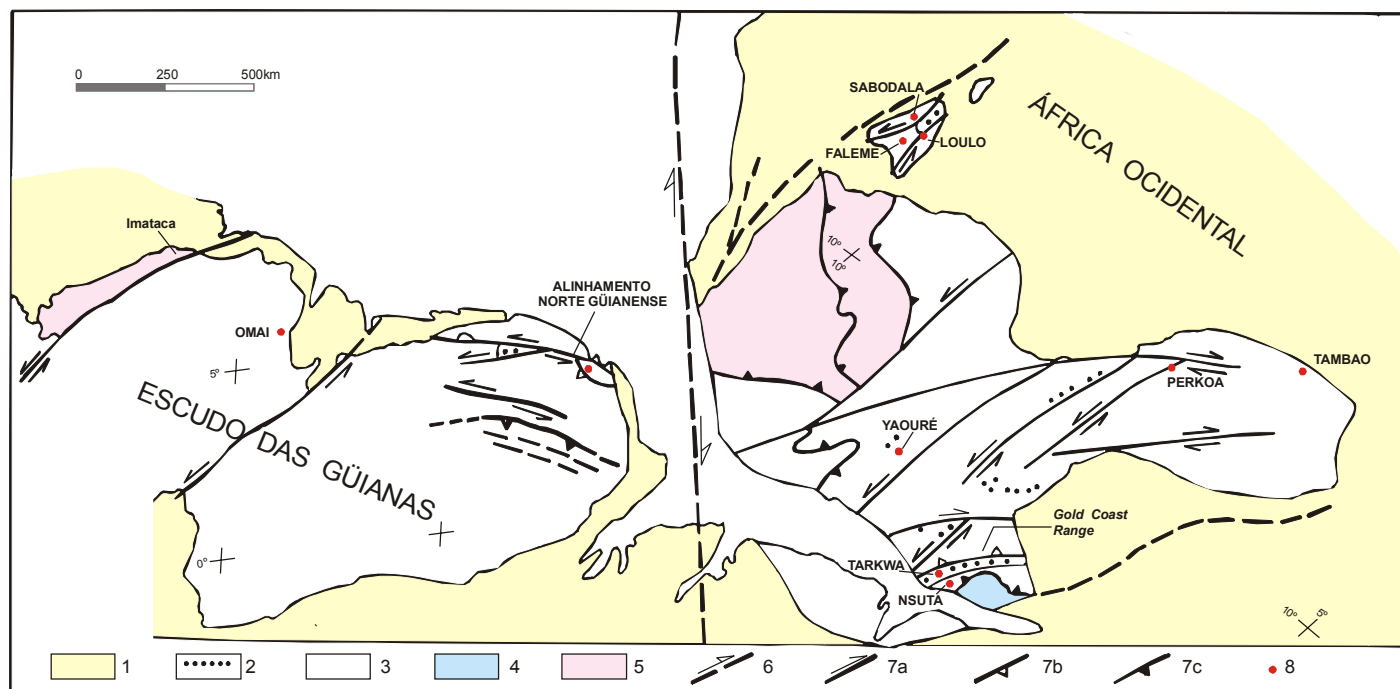 0 250 500km
SABODALA
FALEME
LOULO
ÁFRICA OCIDENTAL
Imataca
10º
10º
ALINHAMENTO
NORTE GÜIANENSE
OMAI
5º
ESCUDO DAS GÜIANAS
0º
PERKOA
TAMBAO
YAOURÉ
Gold Coast
Range
TARKWA
NSUTA
10º 5º
1 2 3 4 5 6 7a 7b 7c 8